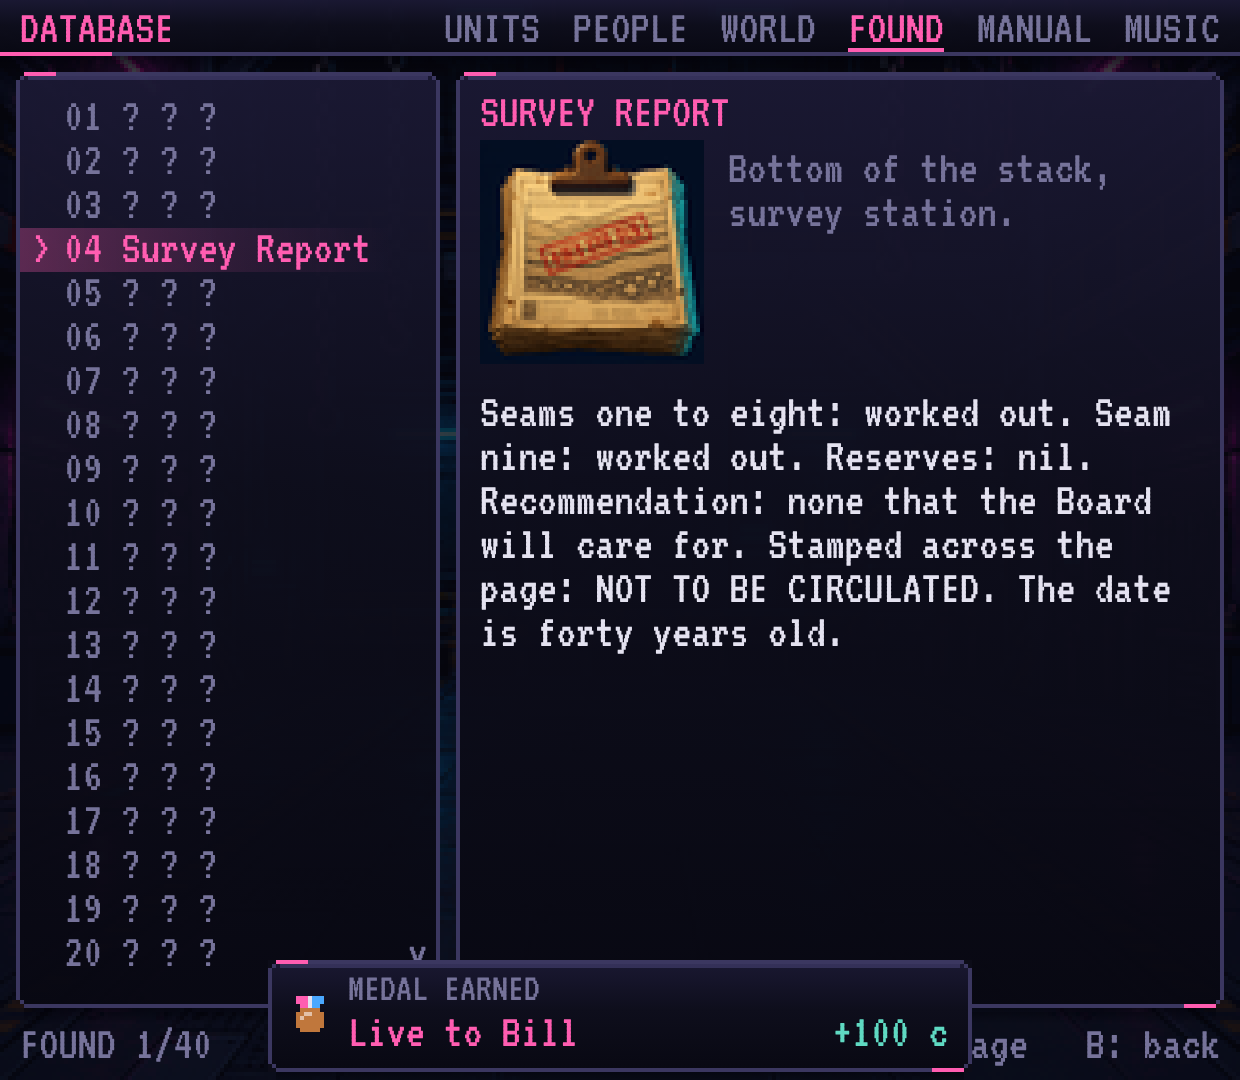 DATABASE UNITS PEOPLE WORLD FOUND MANUAL MUSIC
01 ? ? ?
02 ? ? ?
03 ? ? ?
> 04 Survey Report
05 ? ? ?
06 ? ? ?
07 ? ? ?
08 ? ? ?
09 ? ? ?
10 ? ? ?
11 ? ? ?
12 ? ? ?
13 ? ? ?
14 ? ? ?
15 ? ? ?
16 ? ? ?
17 ? ? ?
18 ? ? ?
19 ? ? ?
20 ? ? ?
SURVEY REPORT
Bottom of the stack,
survey station.
Seams one to eight: worked out. Seam
nine: worked out. Reserves: nil.
Recommendation: none that the Board
will care for. Stamped across the
page: NOT TO BE CIRCULATED. The date
is forty years old.
MEDAL EARNED
Live to Bill +100 c
FOUND 1/40 B: back